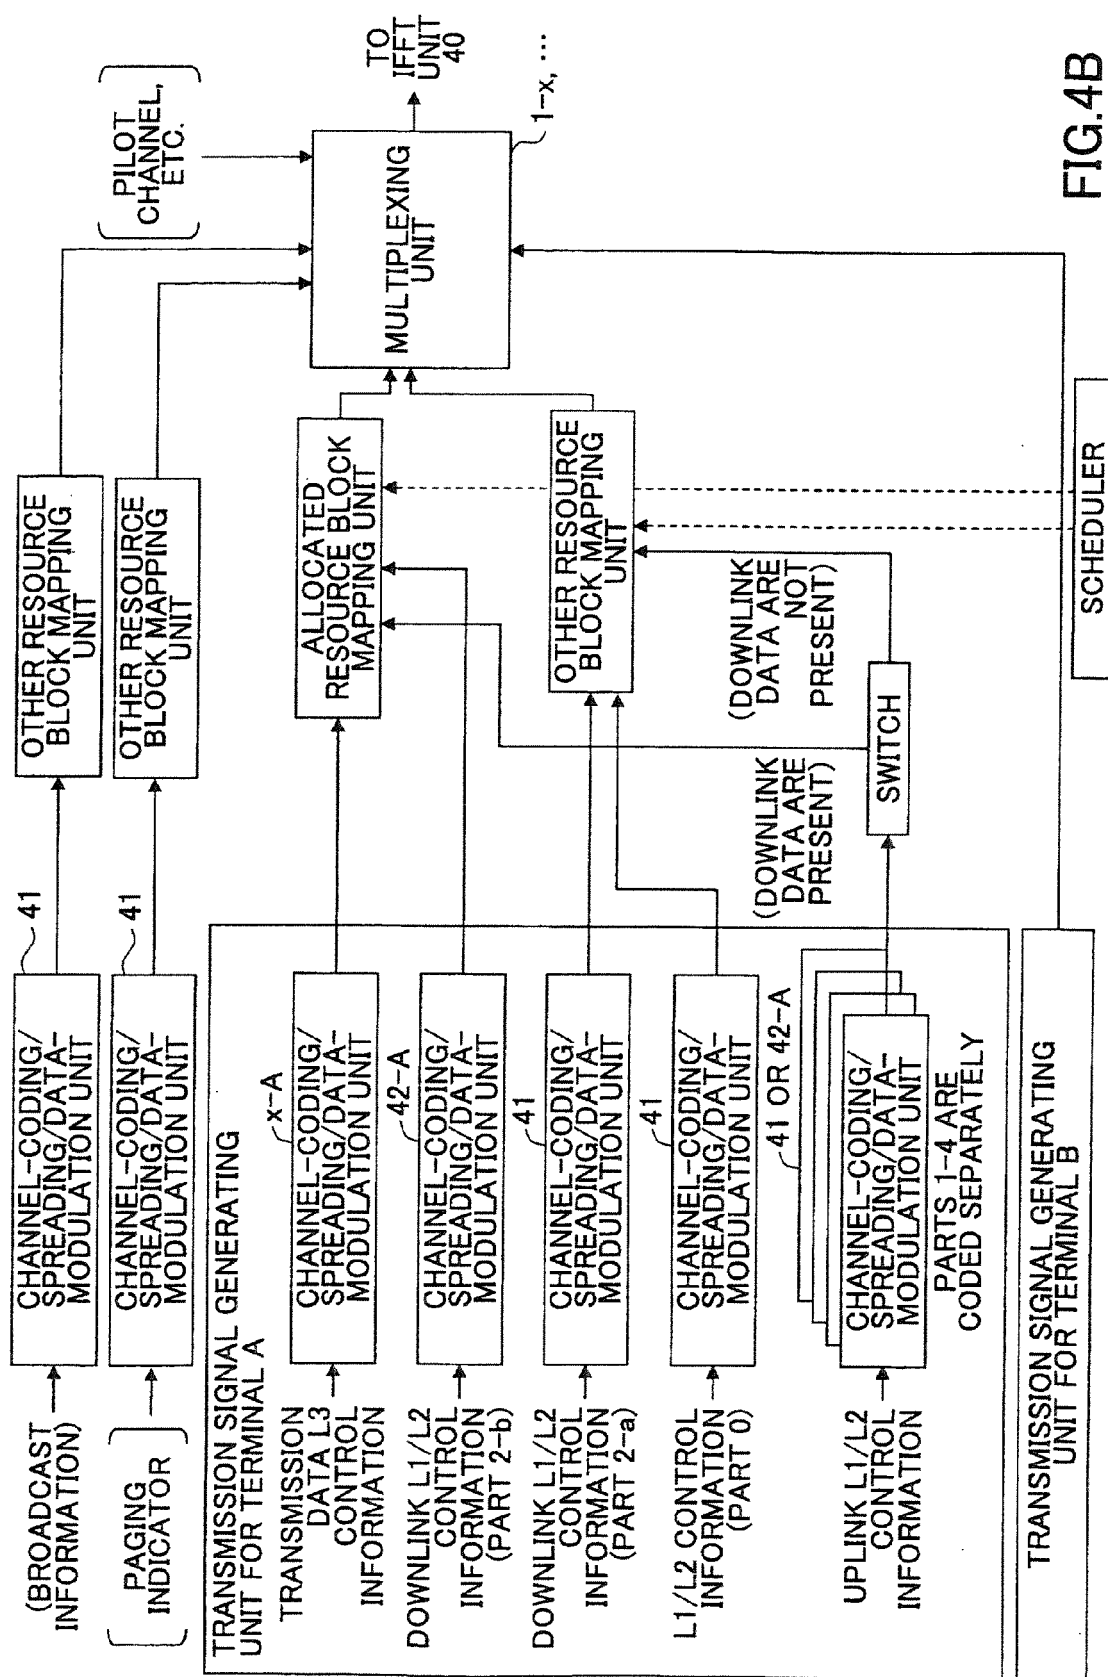 (BROADCAST
INFORMATION)
CHANNEL-CODING/
SPREADING/DATA-
MODULATION UNIT
41
OTHER RESOURCE
BLOCK MAPPING
UNIT
PAGING
INDICATOR
CHANNEL-CODING/
SPREADING/DATA-
MODULATION UNIT
41
OTHER RESOURCE
BLOCK MAPPING
UNIT
PILOT
CHANNEL,
ETC.
TRANSMISSION SIGNAL GENERATING
UNIT FOR TERMINAL A
TRANSMISSION
DATA L3
CONTROL
INFORMATION
CHANNEL-CODING/
SPREADING/DATA-
MODULATION UNIT
x-A
ALLOCATED
RESOURCE BLOCK
MAPPING UNIT
MULTIPLEXING
UNIT
TO
IFFT
UNIT
40
1-x, ...
DOWNLINK L1/L2
CONTROL
INFORMATION
(PART 2-b)
CHANNEL-CODING/
SPREADING/DATA-
MODULATION UNIT
42-A
DOWNLINK L1/L2
CONTROL
INFORMATION
(PART 2-a)
CHANNEL-CODING/
SPREADING/DATA-
MODULATION UNIT
41
OTHER RESOURCE
BLOCK MAPPING
UNIT
L1/L2 CONTROL
INFORMATION
(PART 0)
CHANNEL-CODING/
SPREADING/DATA-
MODULATION UNIT
41
(DOWNLINK
DATA ARE
PRESENT)
(DOWNLINK
DATA ARE
NOT
PRESENT)
UPLINK L1/L2
CONTROL
INFORMATION
41 OR 42-A
CHANNEL-CODING/
SPREADING/DATA-
MODULATION UNIT
PARTS 1-4 ARE
CODED SEPARATELY
SWITCH
TRANSMISSION SIGNAL GENERATING
UNIT FOR TERMINAL B
SCHEDULER
FIG.4B